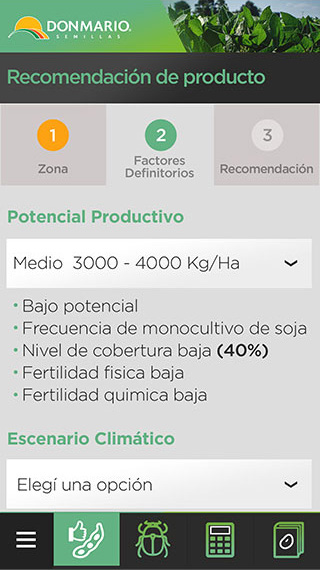 DONMARIO.
SEMILLAS
Recomendación de producto
1
Zona
2
Factores
Definitorios
3
Recomendación
Potencial Productivo
Medio 3000 - 4000 Kg/Ha
• Bajo potencial
• Frecuencia de monocultivo de soja
• Nivel de cobertura baja (40%)
• Fertilidad fisica baja
• Fertilidad quimica baja
Escenario Climático
Elegí una opción